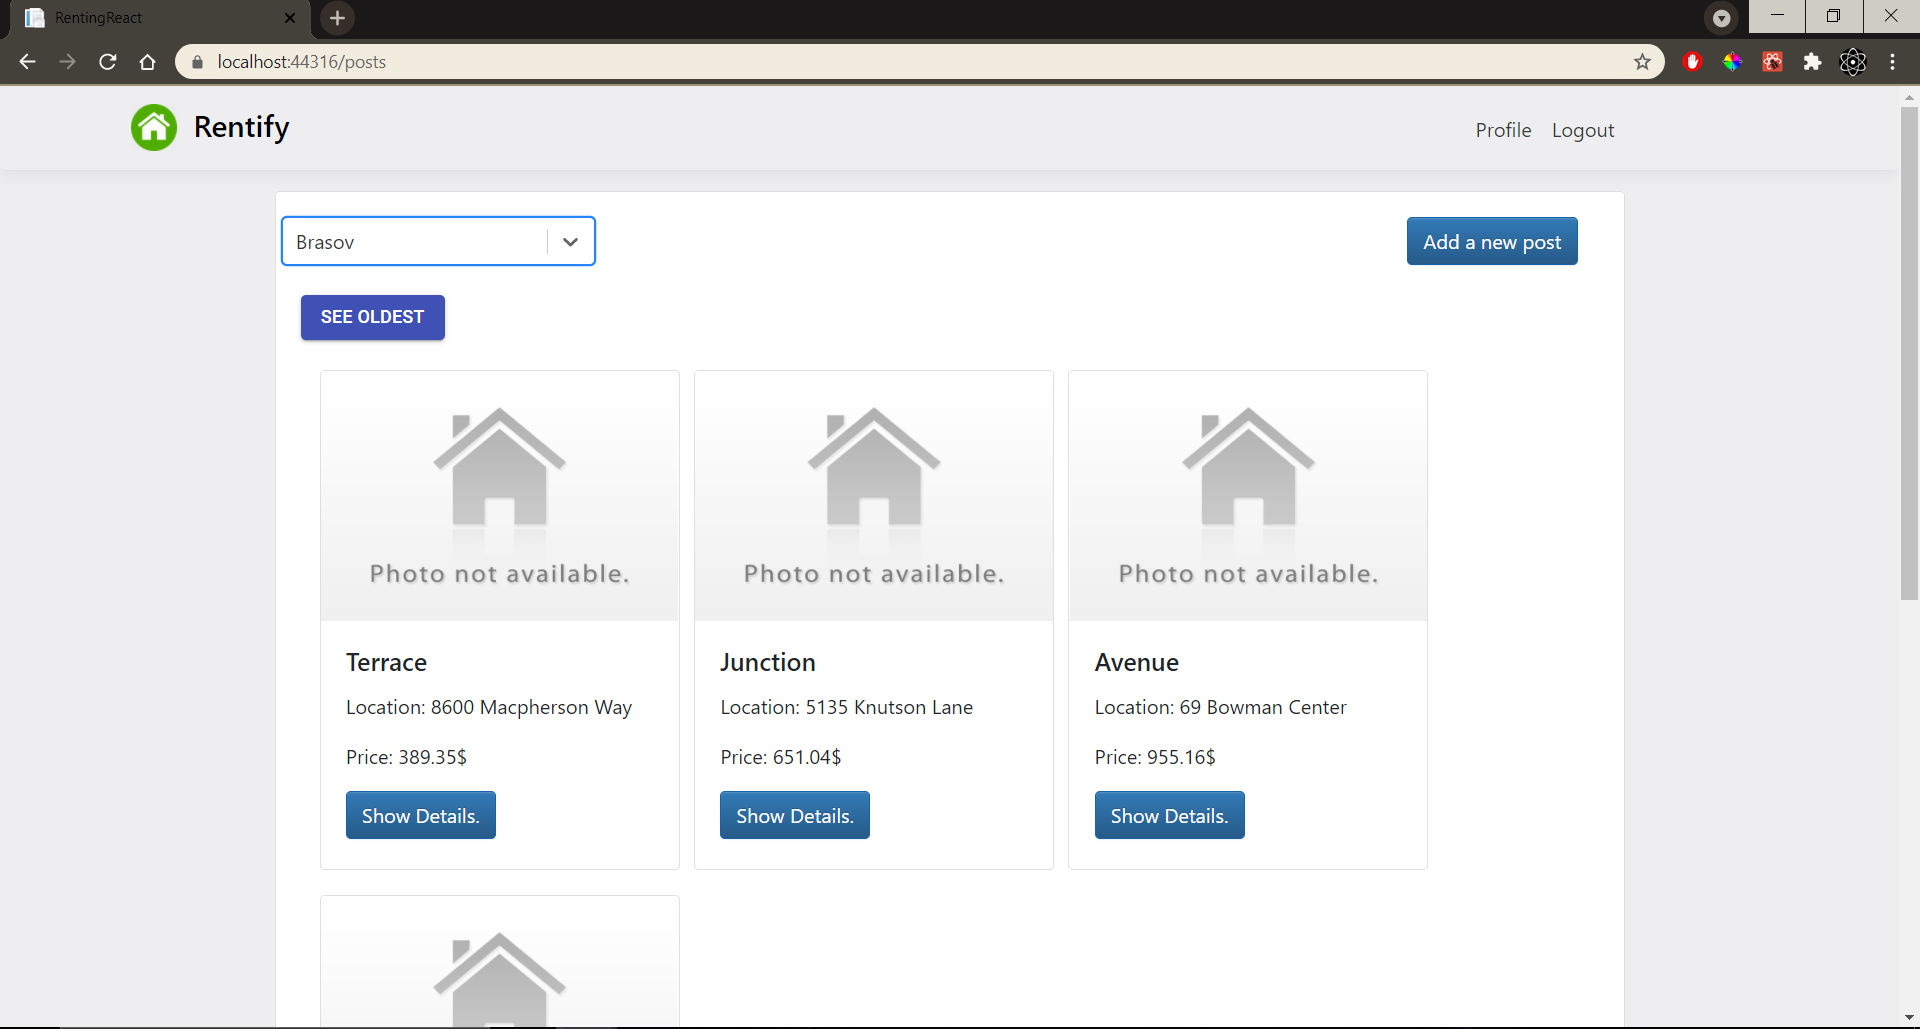 RentingReact
localhost:44316/posts
Rentify
Profile Logout
Brasov
Add a new post
SEE OLDEST
Photo not available. Photo not available. Photo not available.
Terrace Junction Avenue
Location: 8600 Macpherson Way Location: 5135 Knutson Lane Location: 69 Bowman Center
Price: 389.35$ Price: 651.04$ Price: 955.16$
Show Details. Show Details. Show Details.